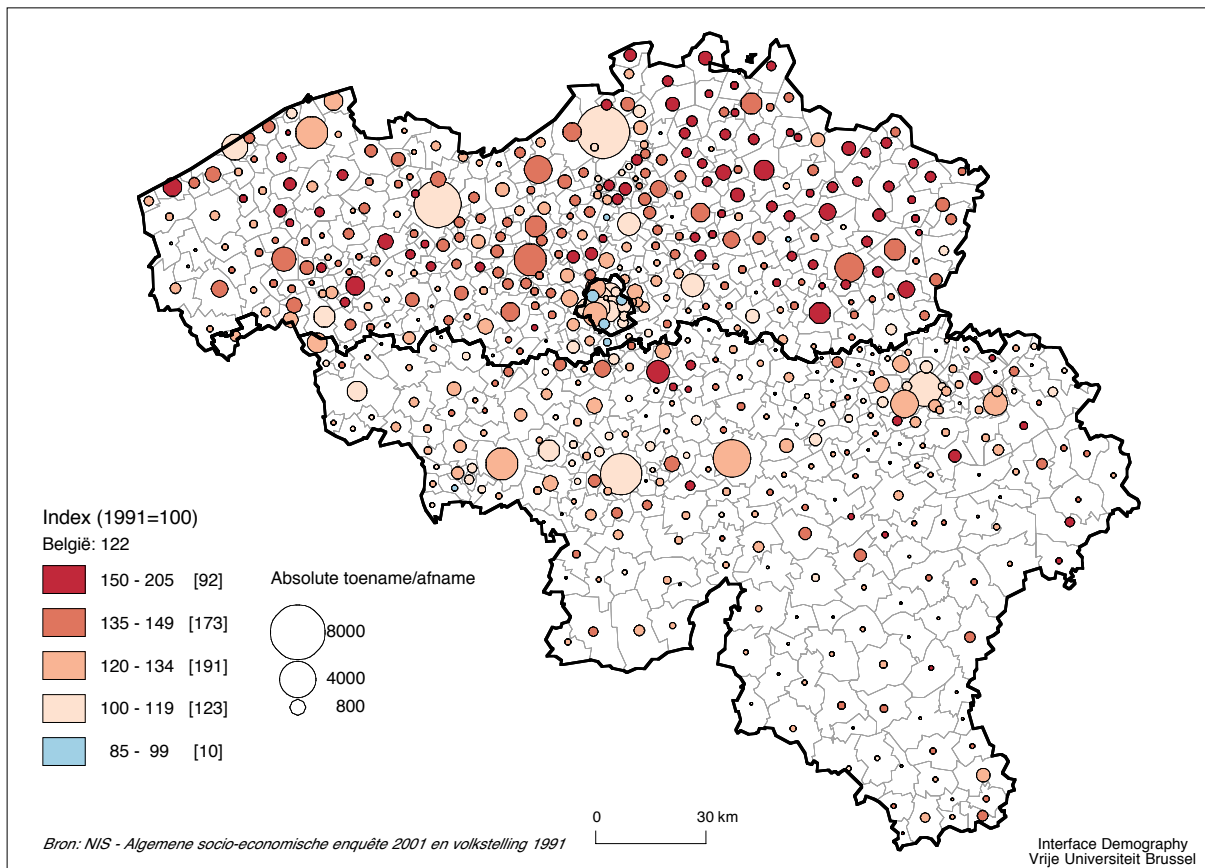 Index (1991=100)
België: 122
150 - 205 [92]
135 - 149 [173]
120 - 134 [191]
100 - 119 [123]
85 - 99 [10]
Absolute toename/afname
8000
4000
800
0 30 km
Bron: NIS - Algemene socio-economische enquête 2001 en volkstelling 1991
Interface Demography
Vrije Universiteit Brussel